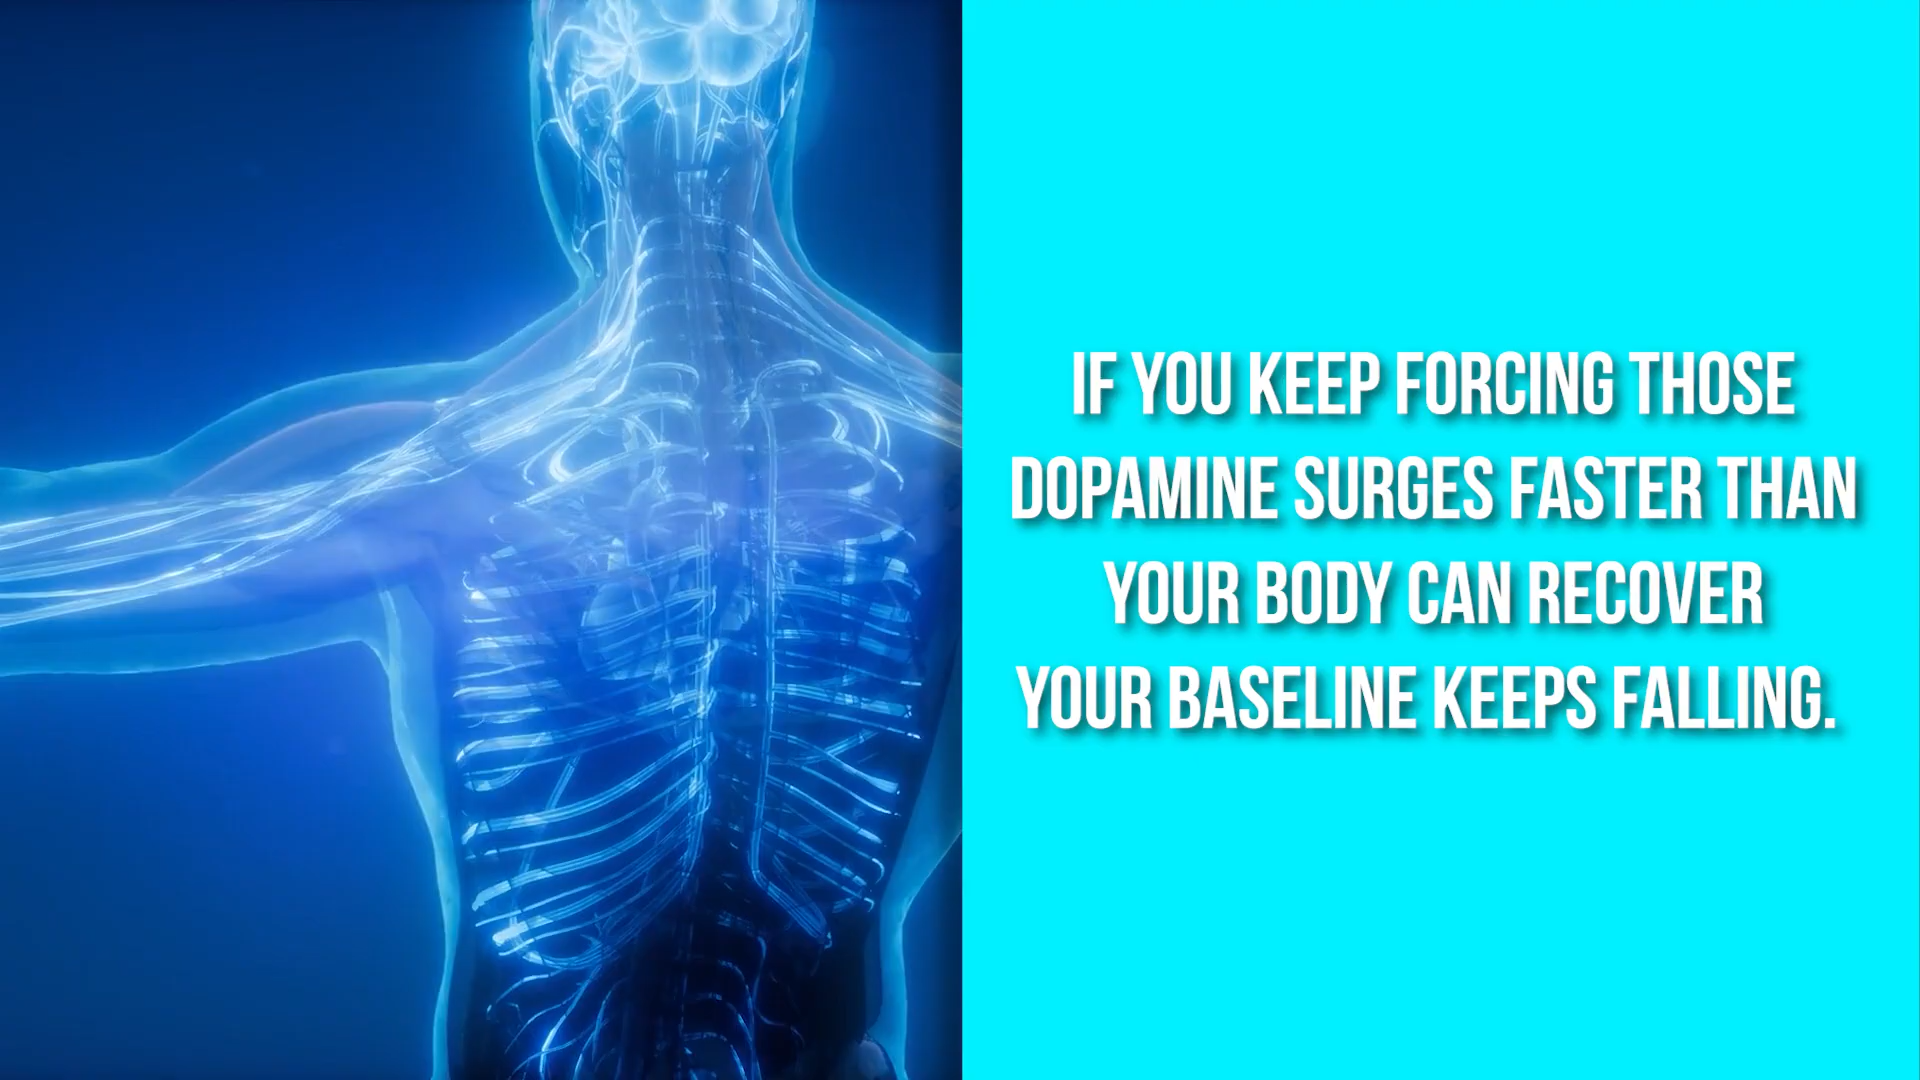 IF YOU KEEP FORCING THOSE
DOPAMINE SURGES FASTER THAN
YOUR BODY CAN RECOVER
YOUR BASELINE KEEPS FALLING.